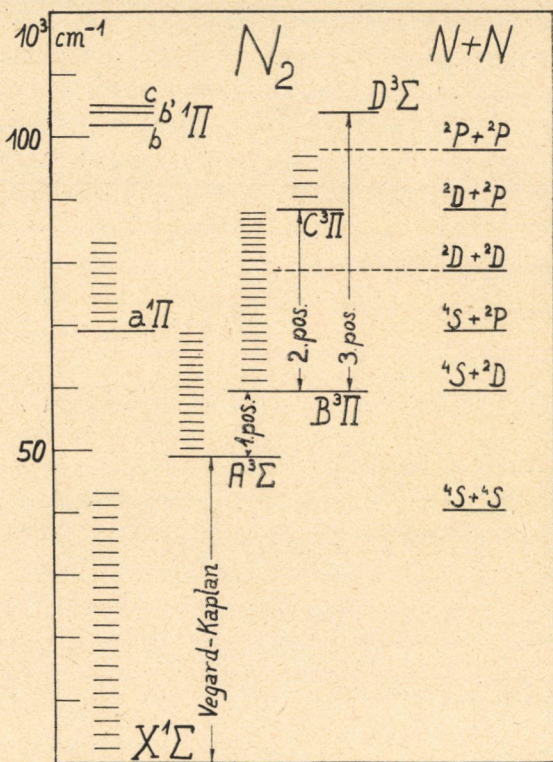 10³ cm⁻¹
N₂
N+N
c
b'
b
¹Π
D³Σ
100
²P + ²P
C³Π
²D + ²P
²D + ²D
a¹Π
⁴S + ²P
2.pos.
3.pos.
⁴S + ²D
B³Π
1.pos.
50
A³Σ
⁴S + ⁴S
Vegard-Kaplan
X¹Σ